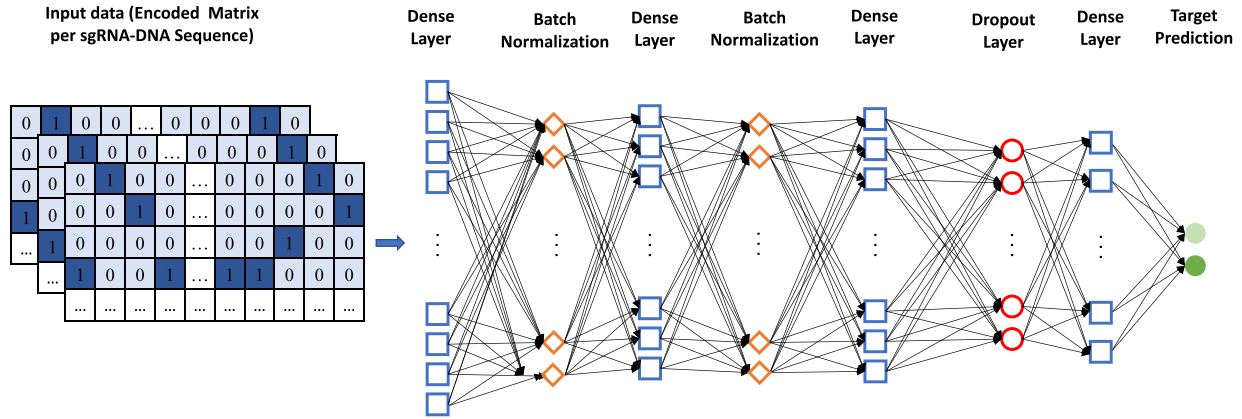 Input data (Encoded Matrix
per sgRNA-DNA Sequence)
Dense
Layer
Batch
Normalization
Dense
Layer
Batch
Normalization
Dense
Layer
Dropout
Layer
Dense
Layer
Target
Prediction
0 1 0 0 ... 0 0 0 1 0
0 0 1 0 0 ... 0 0 0 1 0
0 0 0 1 0 0 ... 0 0 0 1 0
1 0 0 0 1 0 ... 0 0 0 0 1
... 1 0 0 0 0 ... 0 0 1 0 0
... 1 0 0 1 ... 1 1 0 0 0
... ... ... ... ... ... ... ... ... ...